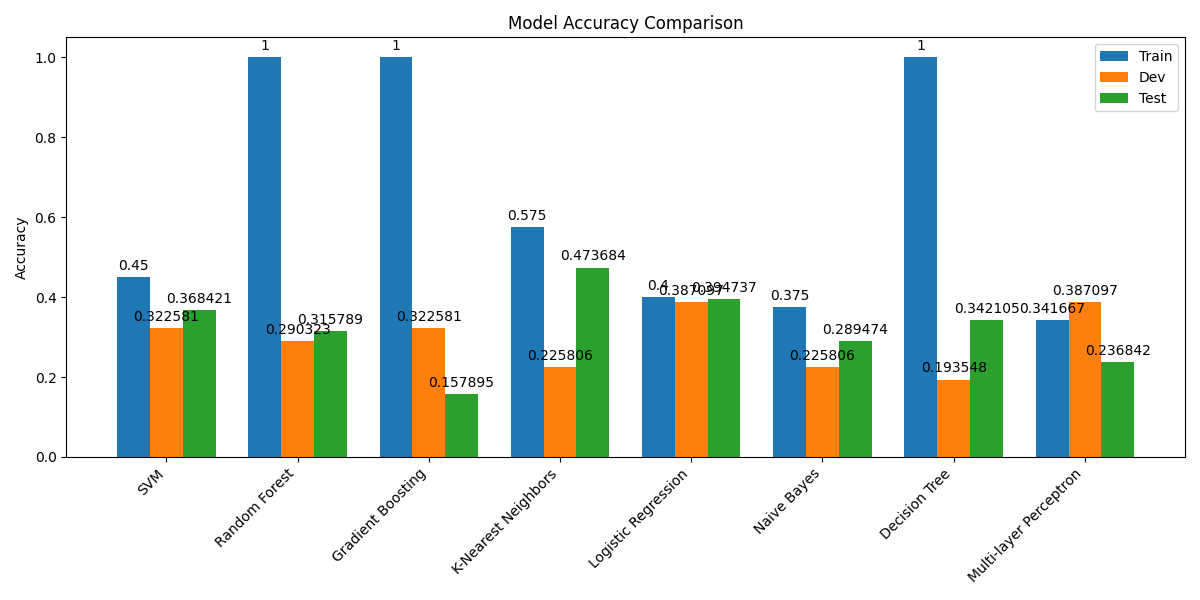 Model Accuracy Comparison
Train
Dev
Test
Accuracy
1.0
0.8
0.6
0.4
0.2
0.0
0.45
0.322581
0.368421
1
0.290323
0.315789
1
0.322581
0.157895
0.575
0.225806
0.473684
0.4
0.387097
0.394737
0.375
0.225806
0.289474
1
0.193548
0.342105
0.341667
0.387097
0.236842
SVM
Random Forest
Gradient Boosting
K-Nearest Neighbors
Logistic Regression
Naive Bayes
Decision Tree
Multi-layer Perceptron